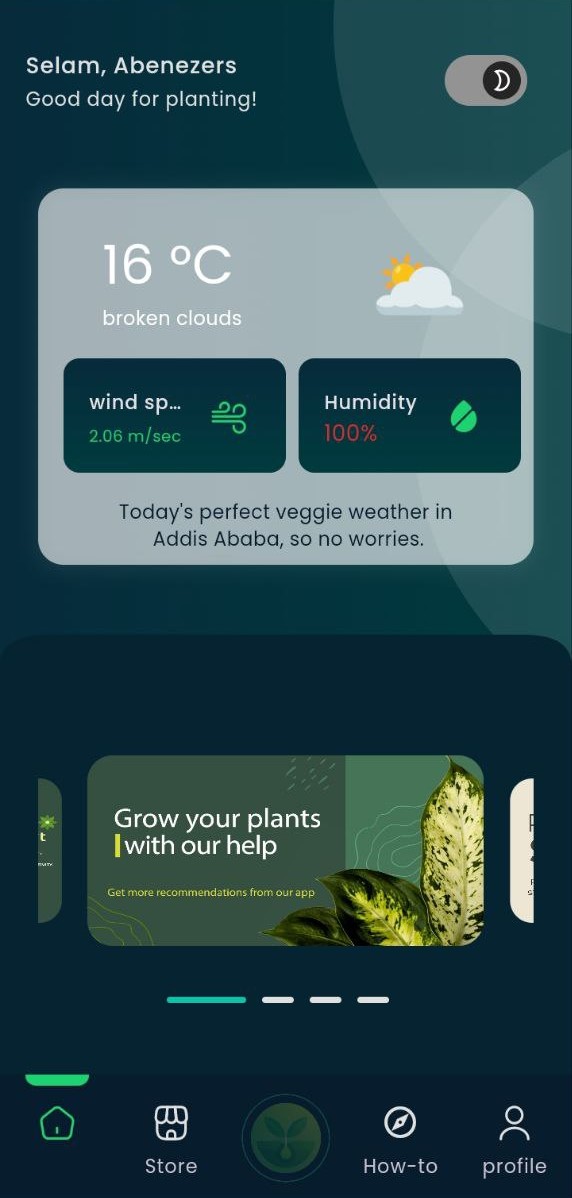 Selam, Abenezers
Good day for planting!
16 °C
broken clouds
wind sp...
2.06 m/sec
Humidity
100%
Today's perfect veggie weather in
Addis Ababa, so no worries.
Grow your plants
with our help
Get more recommendations from our app
Store
How-to
profile